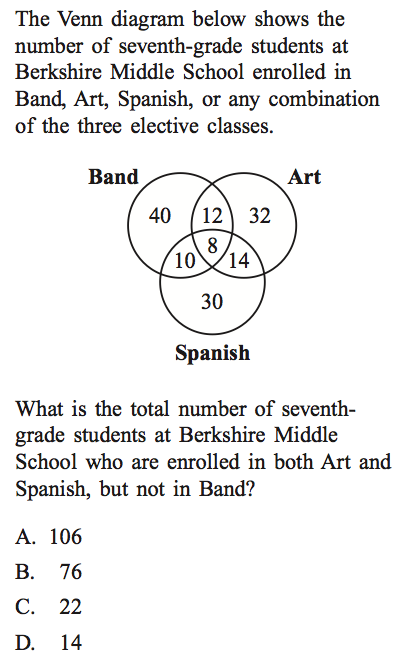 The Venn diagram below shows the
number of seventh-grade students at
Berkshire Middle School enrolled in
Band, Art, Spanish, or any combination
of the three elective classes.
Band Art
40 12 32
8
10 14
30
Spanish
What is the total number of seventh-
grade students at Berkshire Middle
School who are enrolled in both Art and
Spanish, but not in Band?
A. 106
B. 76
C. 22
D. 14